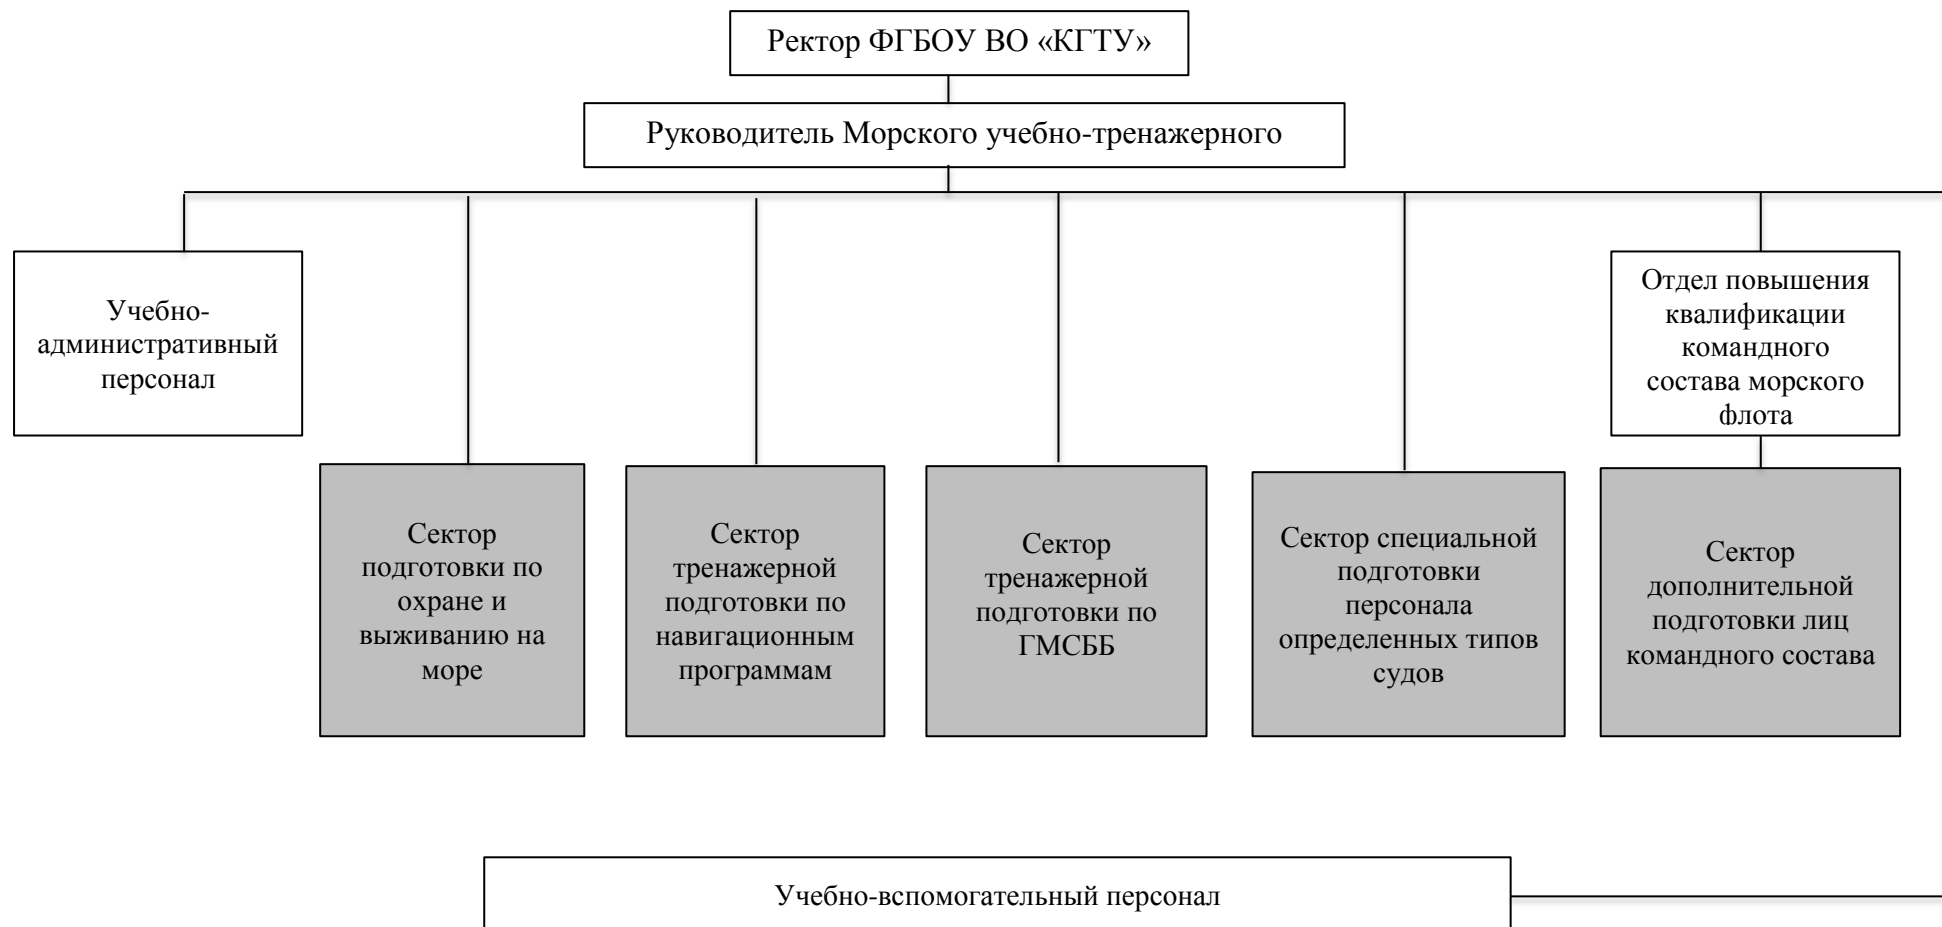 Ректор ФГБОУ ВО «КГТУ»
Руководитель Морского учебно-тренажерного
Учебно-
административный
персонал
Отдел повышения
квалификации
командного
состава морского
флота
Сектор
подготовки по
охране и
выживанию на
море
Сектор
тренажерной
подготовки по
навигационным
программам
Сектор
тренажерной
подготовки по
ГМСББ
Сектор специальной
подготовки
персонала
определенных типов
судов
Сектор
дополнительной
подготовки лиц
командного состава
Учебно-вспомогательный персонал